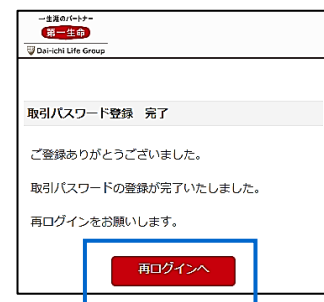 一生涯のパートナー
第一生命
Dai-ichi Life Group
取引パスワード登録　完了
ご登録ありがとうございました。
取引パスワードの登録が完了いたしました。
再ログインをお願いします。
再ログインへ